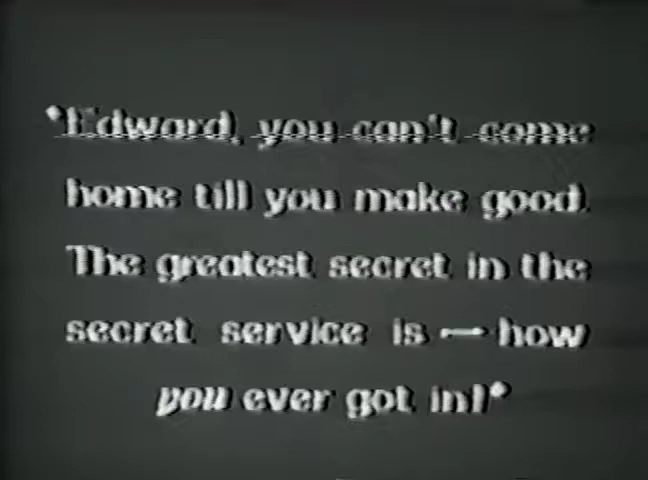 "Edward, you can't come
home till you make good.
The greatest secret in the
secret service is — how
you ever got in!"